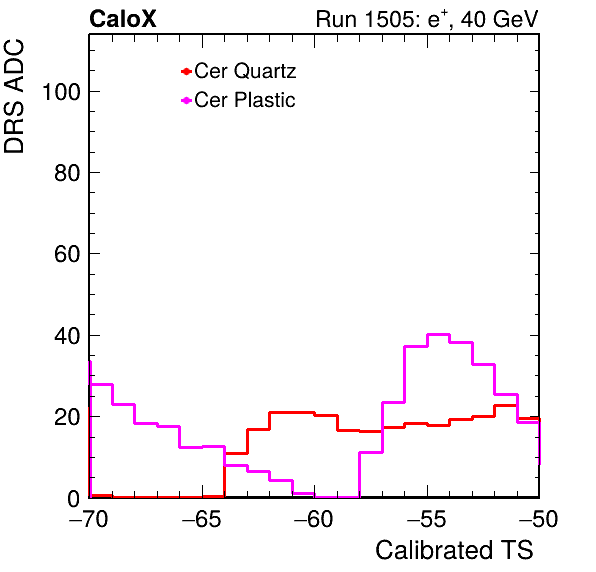 CaloX Run 1505: e⁺, 40 GeV
DRS ADC
Cer Quartz
Cer Plastic
100
80
60
40
20
0
−70 −65 −60 −55 −50
Calibrated TS